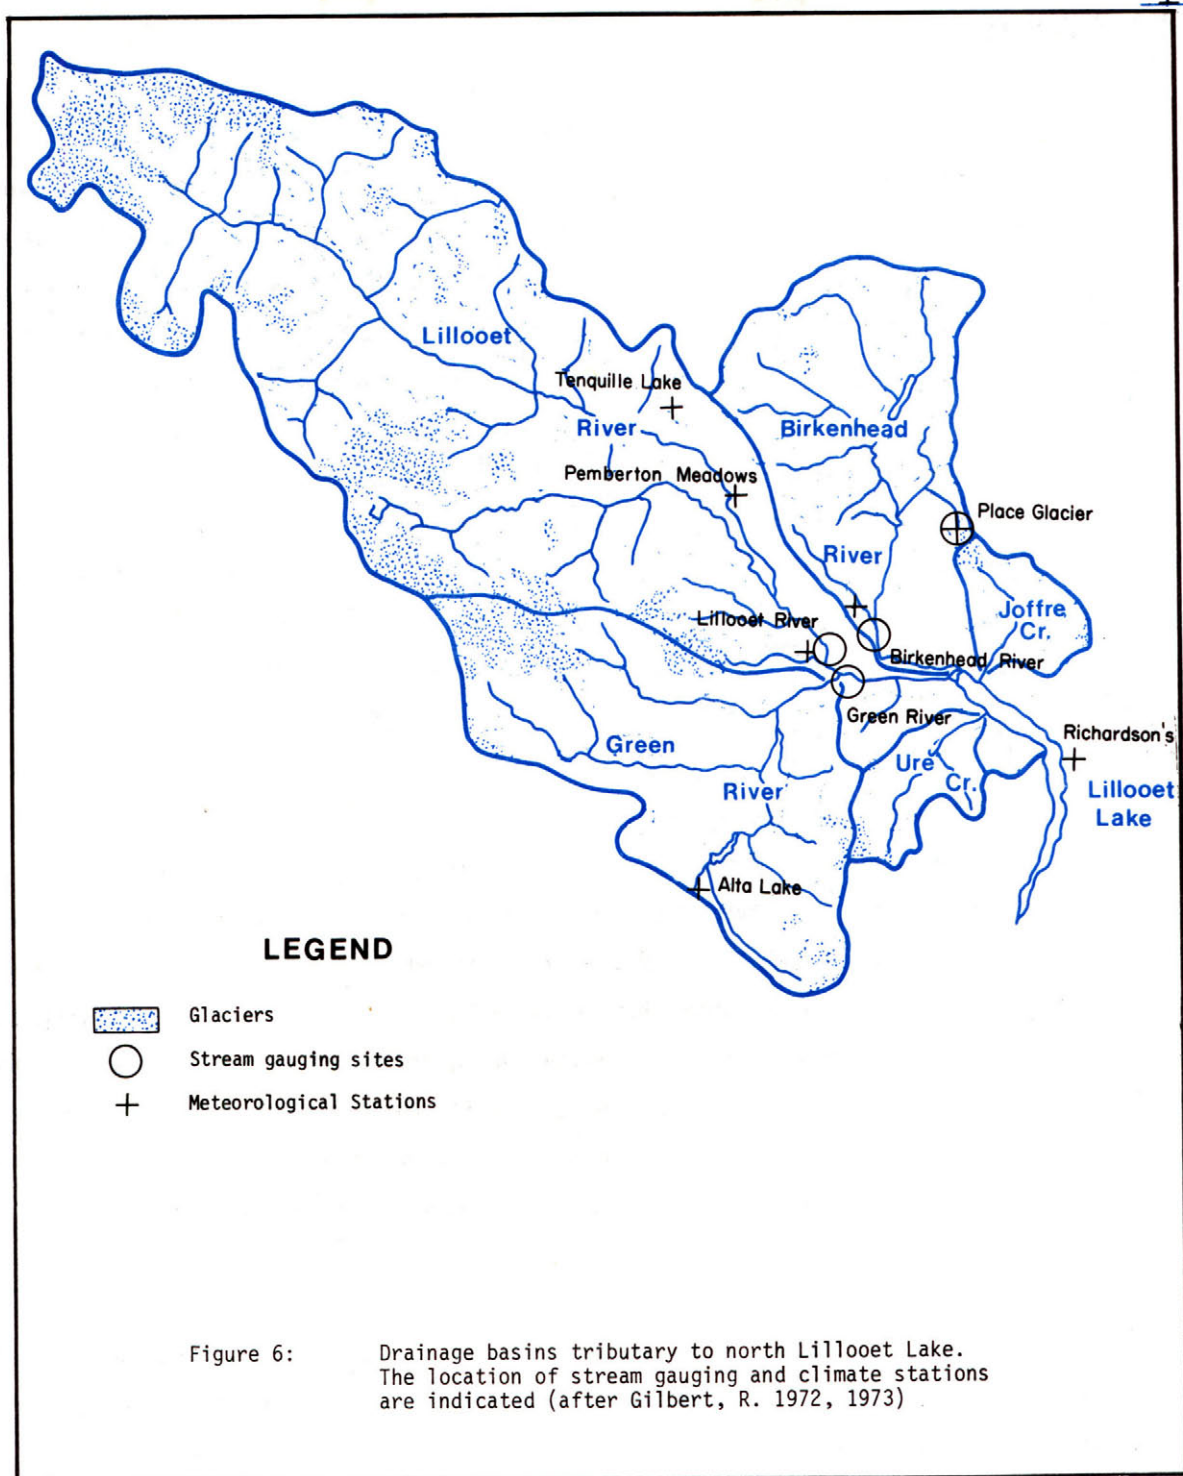 Lillooet
Tenquille Lake
River
Birkenhead
Pemberton Meadows
Place Glacier
River
Joffre
Cr.
Lillooet River
Birkenhead River
Green River
Richardson's
Green
Ure
Cr.
River
Lillooet
Lake
Alta Lake
LEGEND
Glaciers
Stream gauging sites
Meteorological Stations
Figure 6: Drainage basins tributary to north Lillooet Lake.
The location of stream gauging and climate stations
are indicated (after Gilbert, R. 1972, 1973)